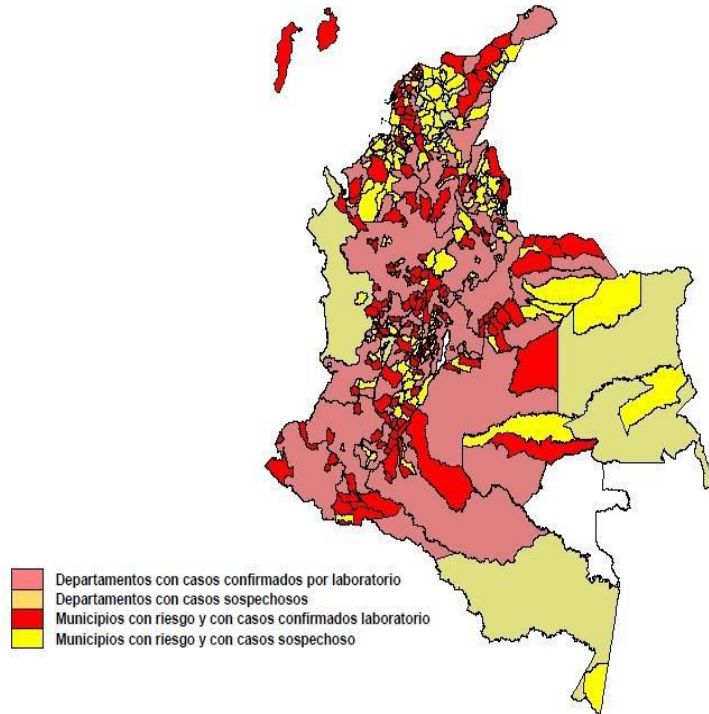 Departamentos con casos confirmados por laboratorio
Departamentos con casos sospechosos
Municipios con riesgo y con casos confirmados laboratorio
Municipios con riesgo y con casos sospechoso